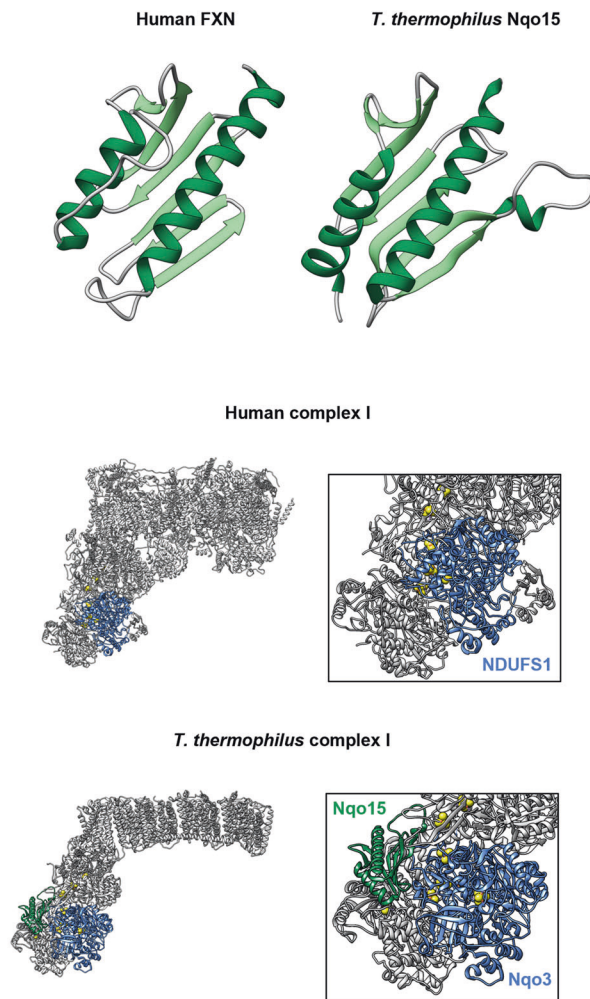 Human FXN
T. thermophilus Nqo15
Human complex I
NDUFS1
T. thermophilus complex I
Nqo15
Nqo3